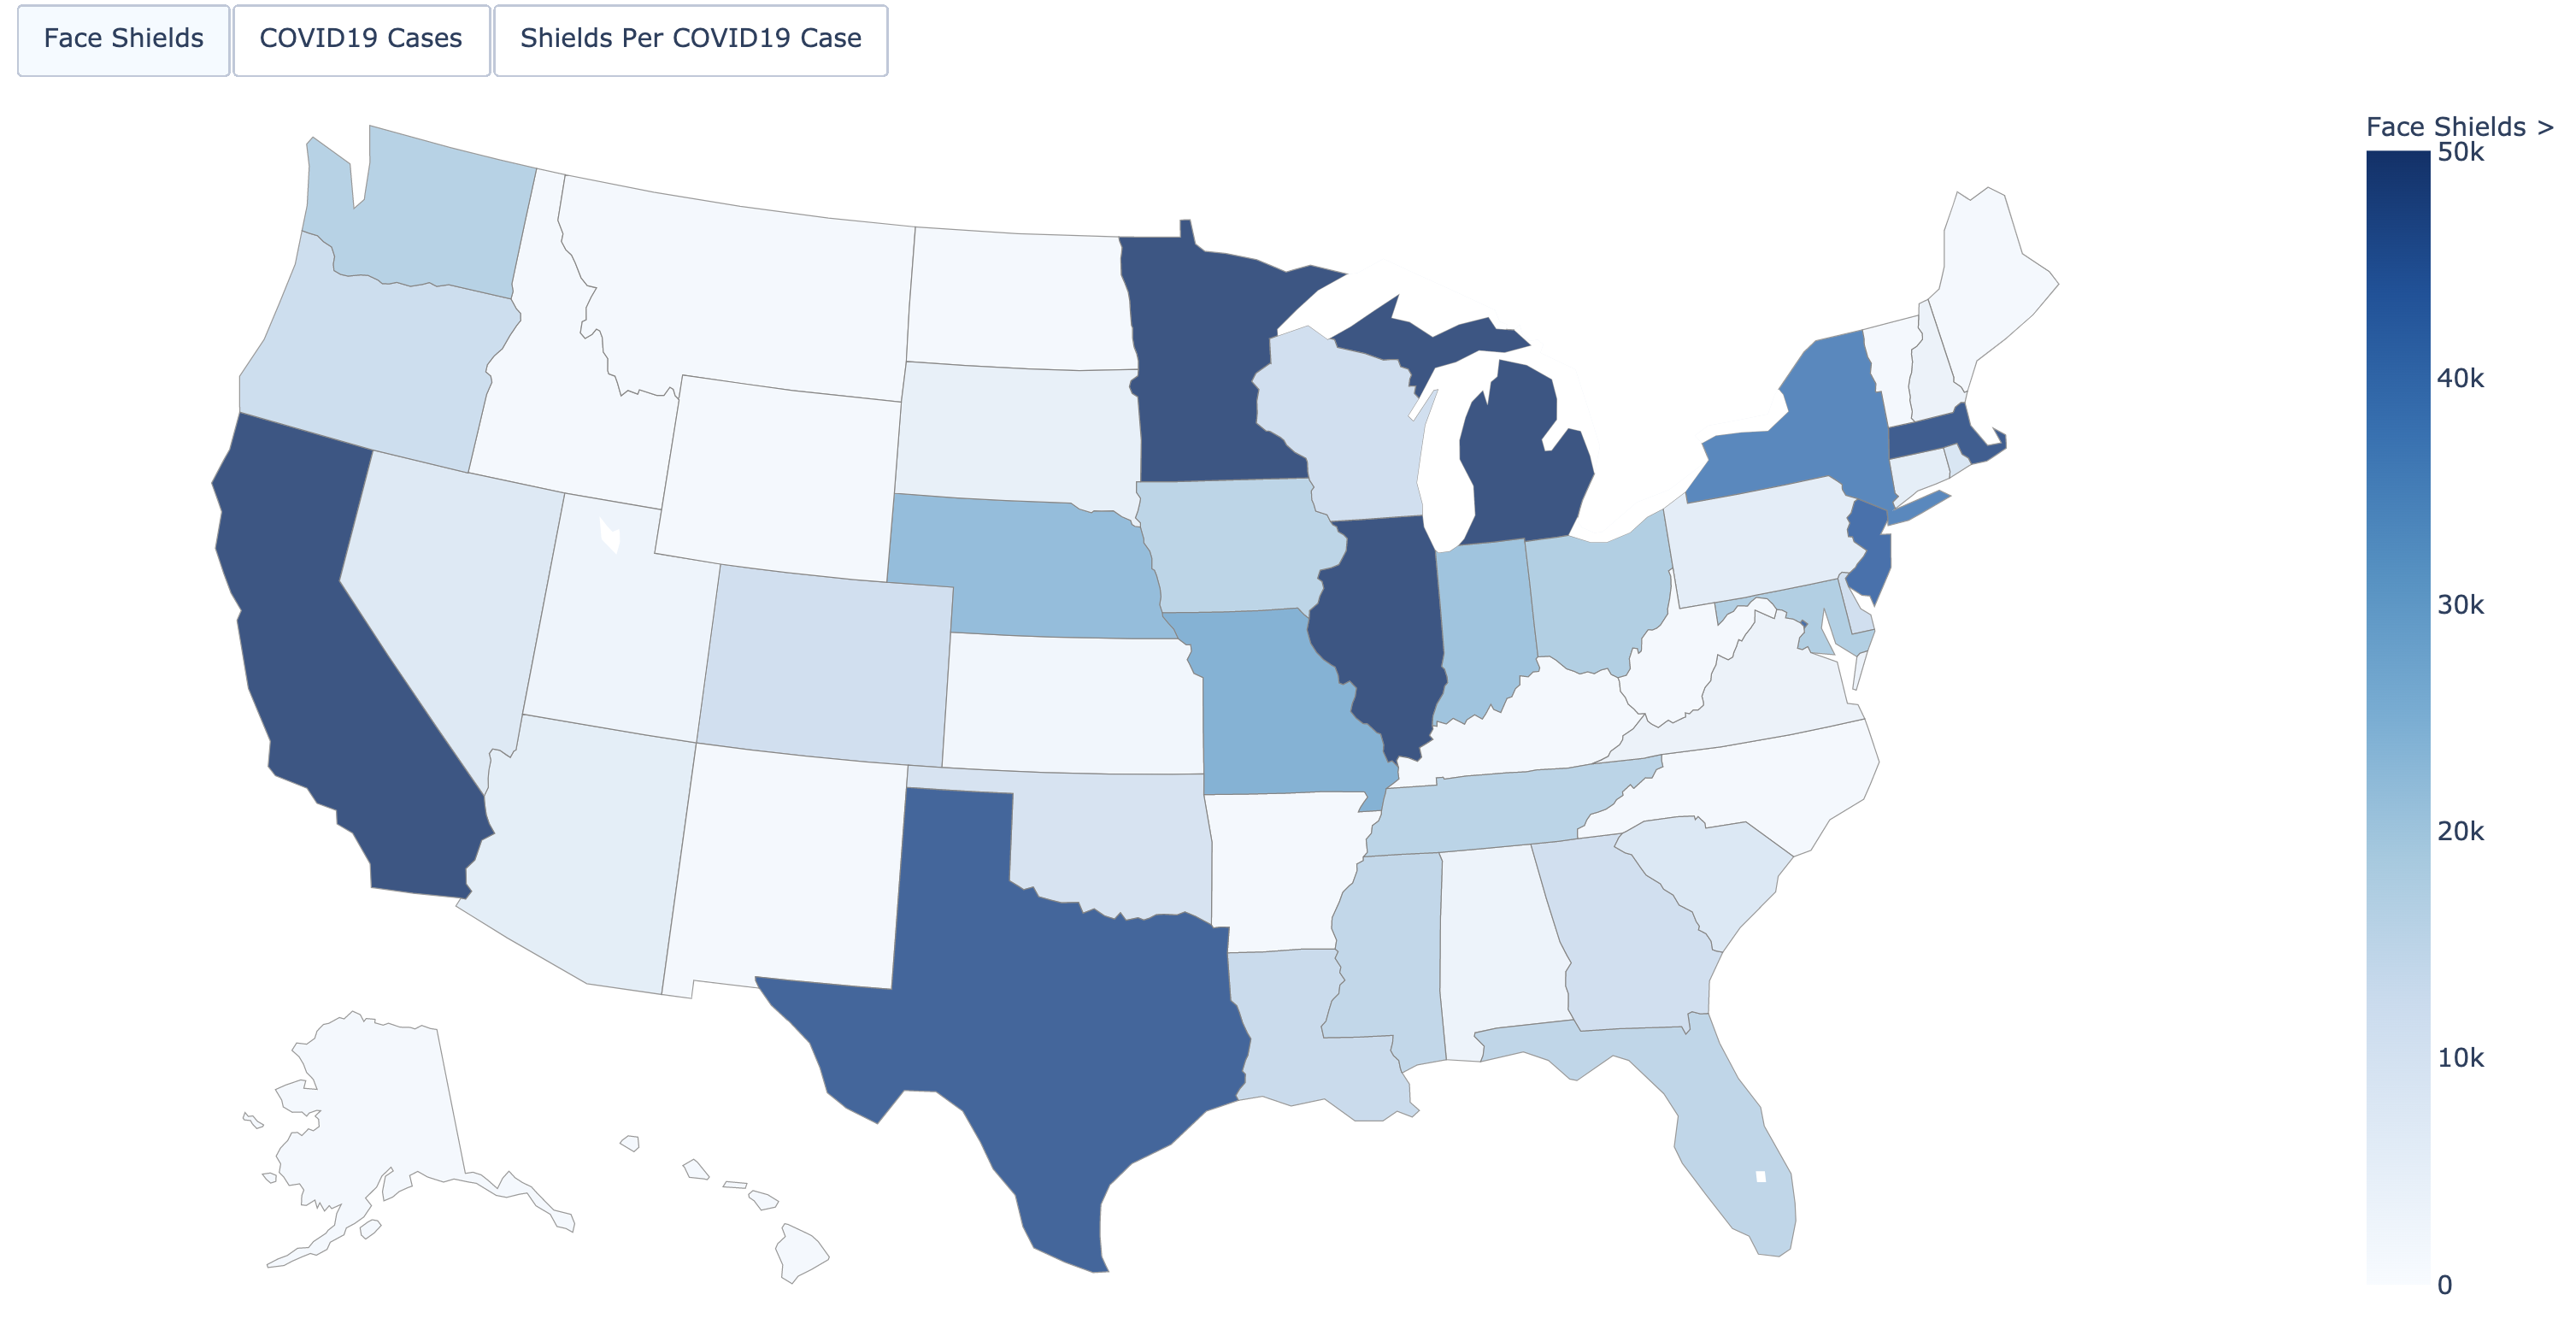 Face Shields
COVID19 Cases
Shields Per COVID19 Case
Face Shields >
50k
40k
30k
20k
10k
0